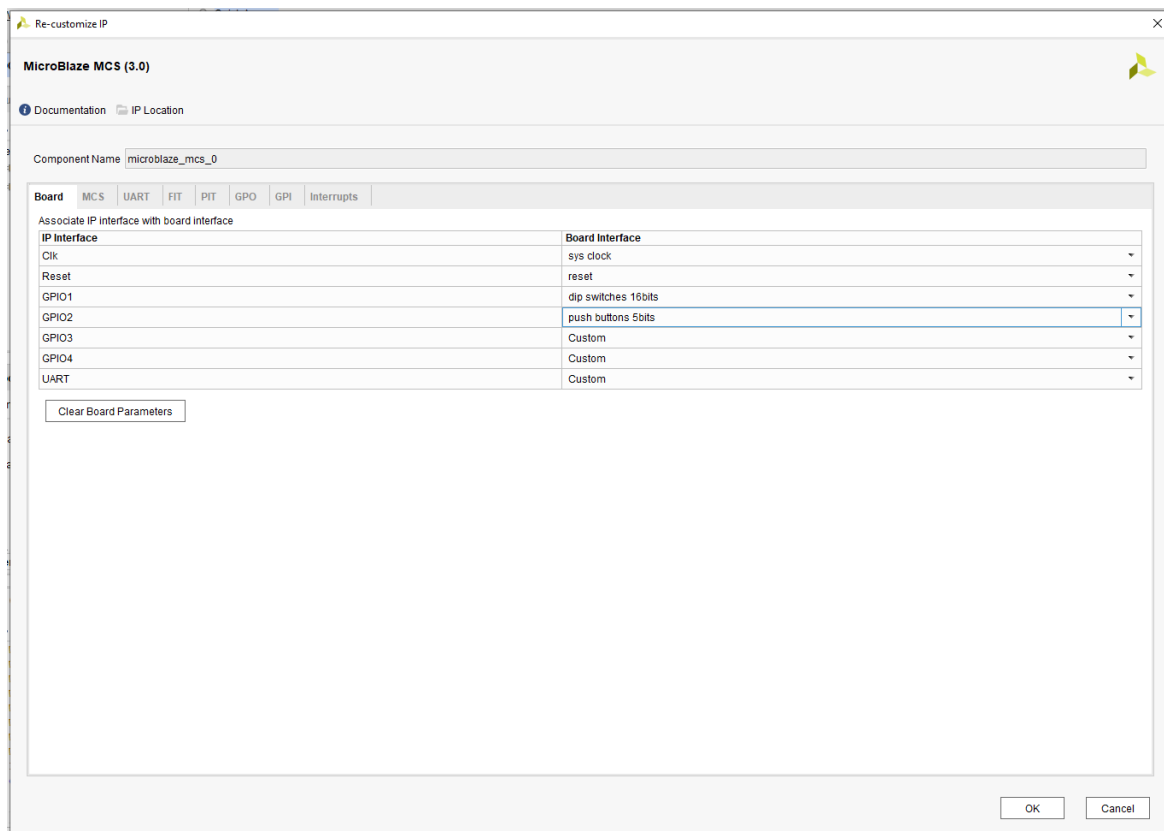 Re-customize IP
MicroBlaze MCS (3.0)
Documentation IP Location
Component Name microblaze_mcs_0
Board MCS UART FIT PIT GPO GPI Interrupts
Associate IP interface with board interface
IP Interface Board Interface
Clk sys clock
Reset reset
GPIO1 dip switches 16bits
GPIO2 push buttons 5bits
GPIO3 Custom
GPIO4 Custom
UART Custom
Clear Board Parameters
OK Cancel